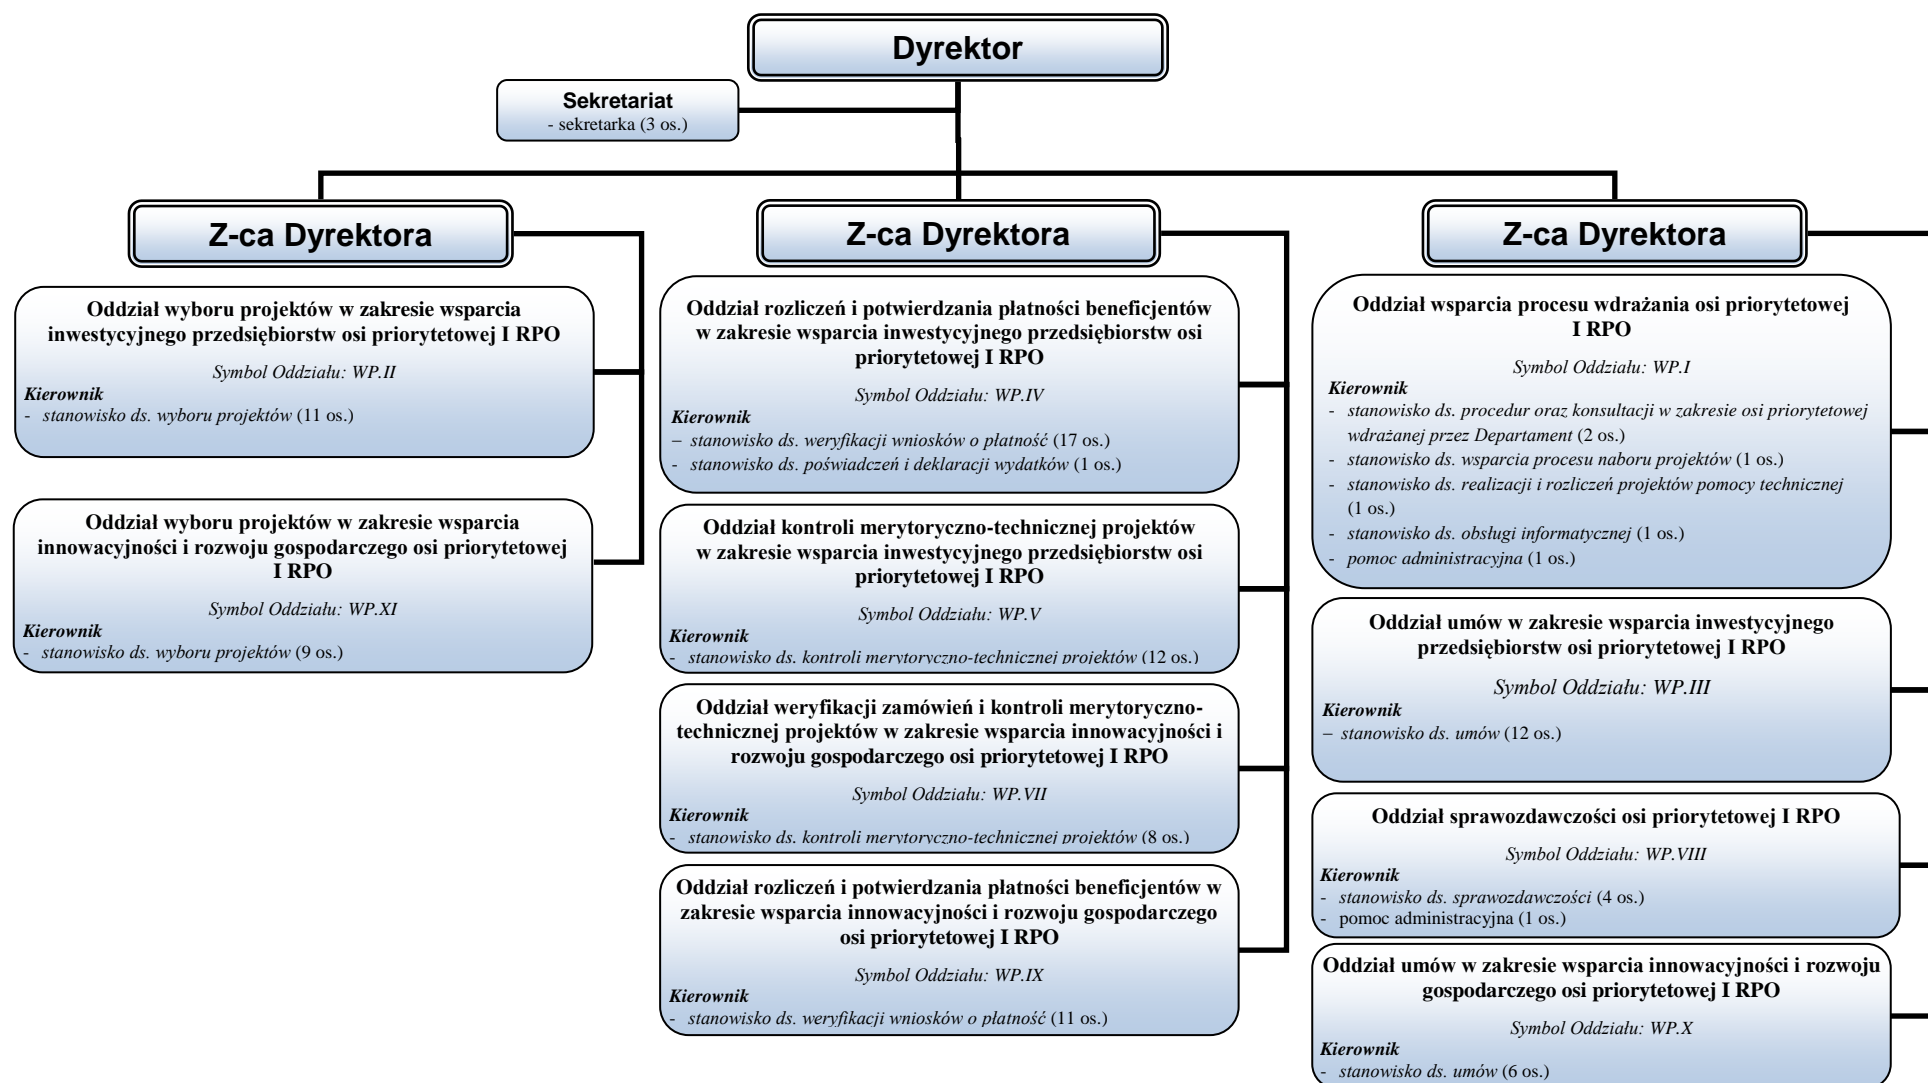 Dyrektor
Sekretariat
- sekretarka (3 os.)
Z-ca Dyrektora
Oddział wyboru projektów w zakresie wsparcia
inwestycyjnego przedsiębiorstw osi priorytetowej I RPO
Symbol Oddziału: WP.II
Kierownik
- stanowisko ds. wyboru projektów (11 os.)
Oddział wyboru projektów w zakresie wsparcia
innowacyjności i rozwoju gospodarczego osi priorytetowej
I RPO
Symbol Oddziału: WP.XI
Kierownik
- stanowisko ds. wyboru projektów (9 os.)
Z-ca Dyrektora
Oddział rozliczeń i potwierdzania płatności beneficjentów
w zakresie wsparcia inwestycyjnego przedsiębiorstw osi
priorytetowej I RPO
Symbol Oddziału: WP.IV
Kierownik
– stanowisko ds. weryfikacji wniosków o płatność (17 os.)
- stanowisko ds. poświadczeń i deklaracji wydatków (1 os.)
Oddział kontroli merytoryczno-technicznej projektów
w zakresie wsparcia inwestycyjnego przedsiębiorstw osi
priorytetowej I RPO
Symbol Oddziału: WP.V
Kierownik
- stanowisko ds. kontroli merytoryczno-technicznej projektów (12 os.)
Oddział weryfikacji zamówień i kontroli merytoryczno-
technicznej projektów w zakresie wsparcia innowacyjności i
rozwoju gospodarczego osi priorytetowej I RPO
Symbol Oddziału: WP.VII
Kierownik
- stanowisko ds. kontroli merytoryczno-technicznej projektów (8 os.)
Oddział rozliczeń i potwierdzania płatności beneficjentów w
zakresie wsparcia innowacyjności i rozwoju gospodarczego
osi priorytetowej I RPO
Symbol Oddziału: WP.IX
Kierownik
- stanowisko ds. weryfikacji wniosków o płatność (11 os.)
Z-ca Dyrektora
Oddział wsparcia procesu wdrażania osi priorytetowej
I RPO
Symbol Oddziału: WP.I
Kierownik
- stanowisko ds. procedur oraz konsultacji w zakresie osi priorytetowej
wdrażanej przez Departament (2 os.)
- stanowisko ds. wsparcia procesu naboru projektów (1 os.)
- stanowisko ds. realizacji i rozliczeń projektów pomocy technicznej
(1 os.)
- stanowisko ds. obsługi informatycznej (1 os.)
- pomoc administracyjna (1 os.)
Oddział umów w zakresie wsparcia inwestycyjnego
przedsiębiorstw osi priorytetowej I RPO
Symbol Oddziału: WP.III
Kierownik
– stanowisko ds. umów (12 os.)
Oddział sprawozdawczości osi priorytetowej I RPO
Symbol Oddziału: WP.VIII
Kierownik
- stanowisko ds. sprawozdawczości (4 os.)
- pomoc administracyjna (1 os.)
Oddział umów w zakresie wsparcia innowacyjności i rozwoju
gospodarczego osi priorytetowej I RPO
Symbol Oddziału: WP.X
Kierownik
- stanowisko ds. umów (6 os.)